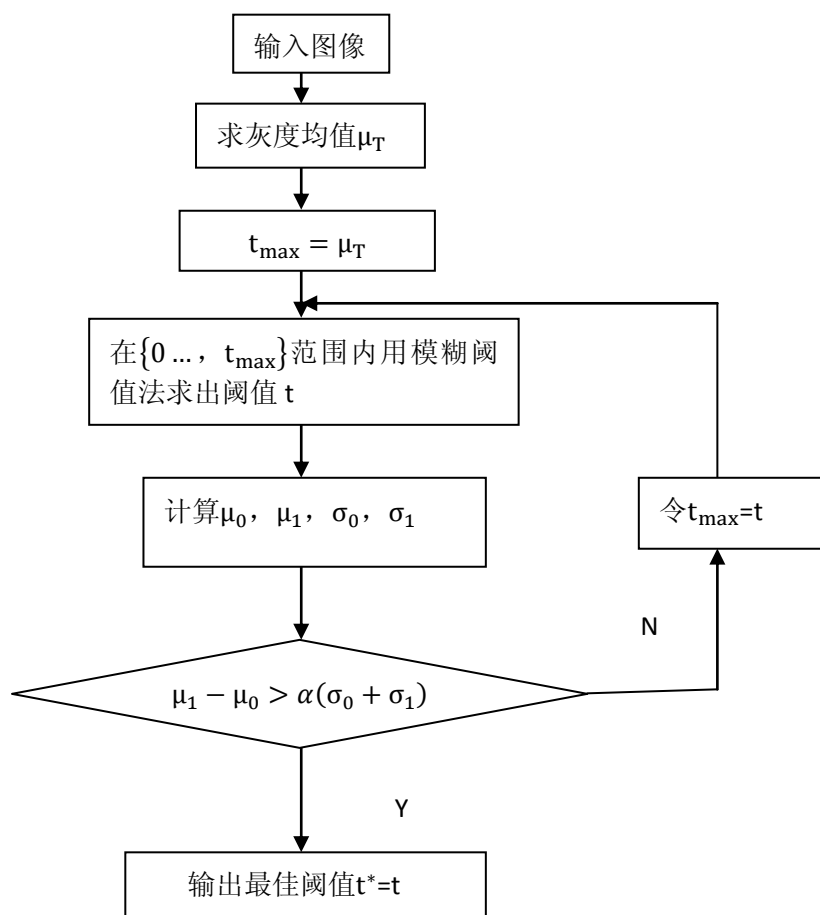 输入图像
求灰度均值μT
tmax = μT
在{0 …，tmax}范围内用模糊阈
值法求出阈值 t
计算μ0，μ1，σ0，σ1
令tmax=t
N
μ1 − μ0 > α(σ0 + σ1)
Y
输出最佳阈值t*=t